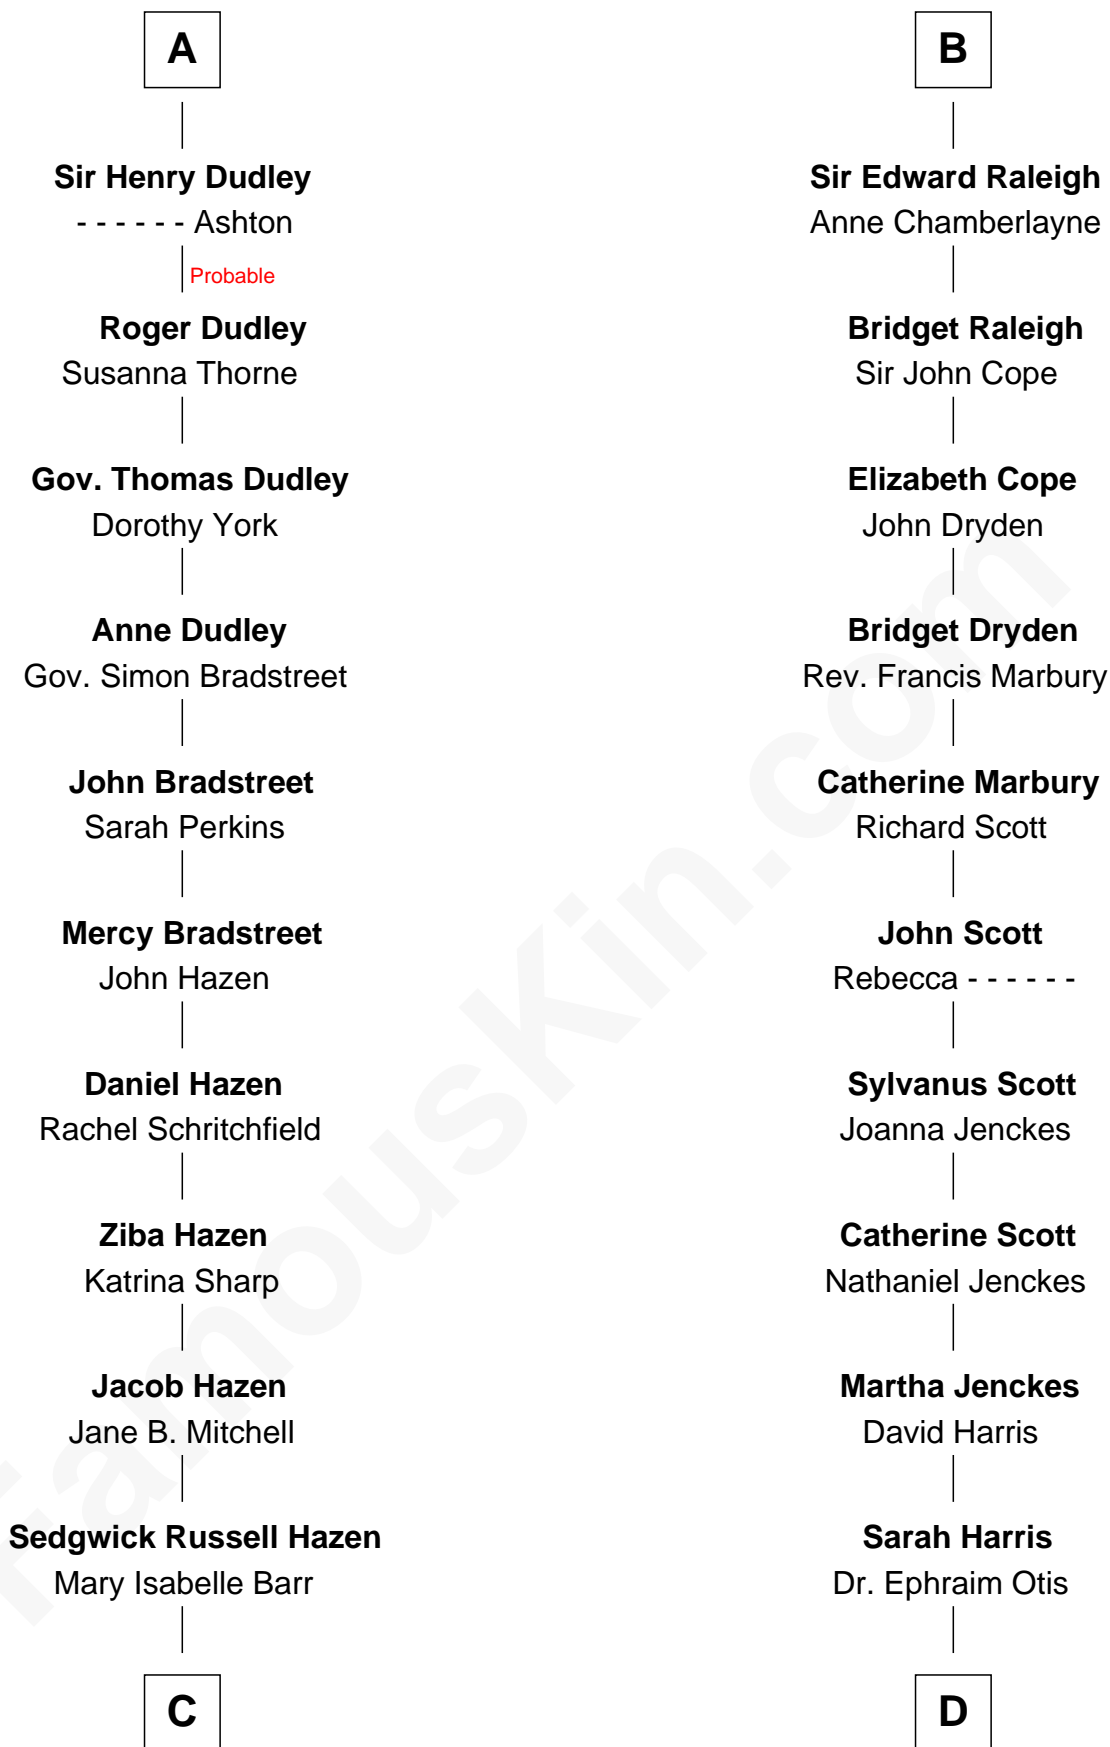 A
Sir Henry Dudley
- - - - - - Ashton
Probable
Roger Dudley
Susanna Thorne
Gov. Thomas Dudley
Dorothy York
Anne Dudley
Gov. Simon Bradstreet
John Bradstreet
Sarah Perkins
Mercy Bradstreet
John Hazen
Daniel Hazen
Rachel Schritchfield
Ziba Hazen
Katrina Sharp
Jacob Hazen
Jane B. Mitchell
Sedgwick Russell Hazen
Mary Isabelle Barr
C
B
Sir Edward Raleigh
Anne Chamberlayne
Bridget Raleigh
Sir John Cope
Elizabeth Cope
John Dryden
Bridget Dryden
Rev. Francis Marbury
Catherine Marbury
Richard Scott
John Scott
Rebecca - - - - - -
Sylvanus Scott
Joanna Jenckes
Catherine Scott
Nathaniel Jenckes
Martha Jenckes
David Harris
Sarah Harris
Dr. Ephraim Otis
D
FamousKin.com